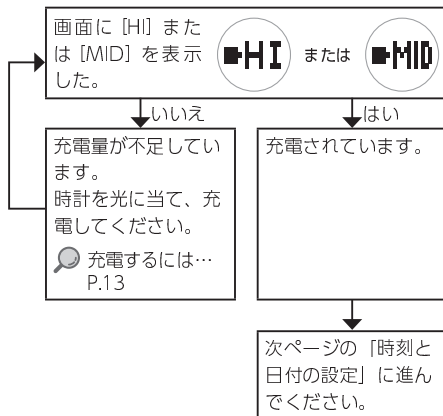 画面に [HI] また
は [MID] を表示
した。
HI または MID
いいえ はい
充電量が不足してい
ます。
時計を光に当て、充
電してください。
充電するには…
P.13
充電されています。
次ページの「時刻と
日付の設定」に進ん
でください。